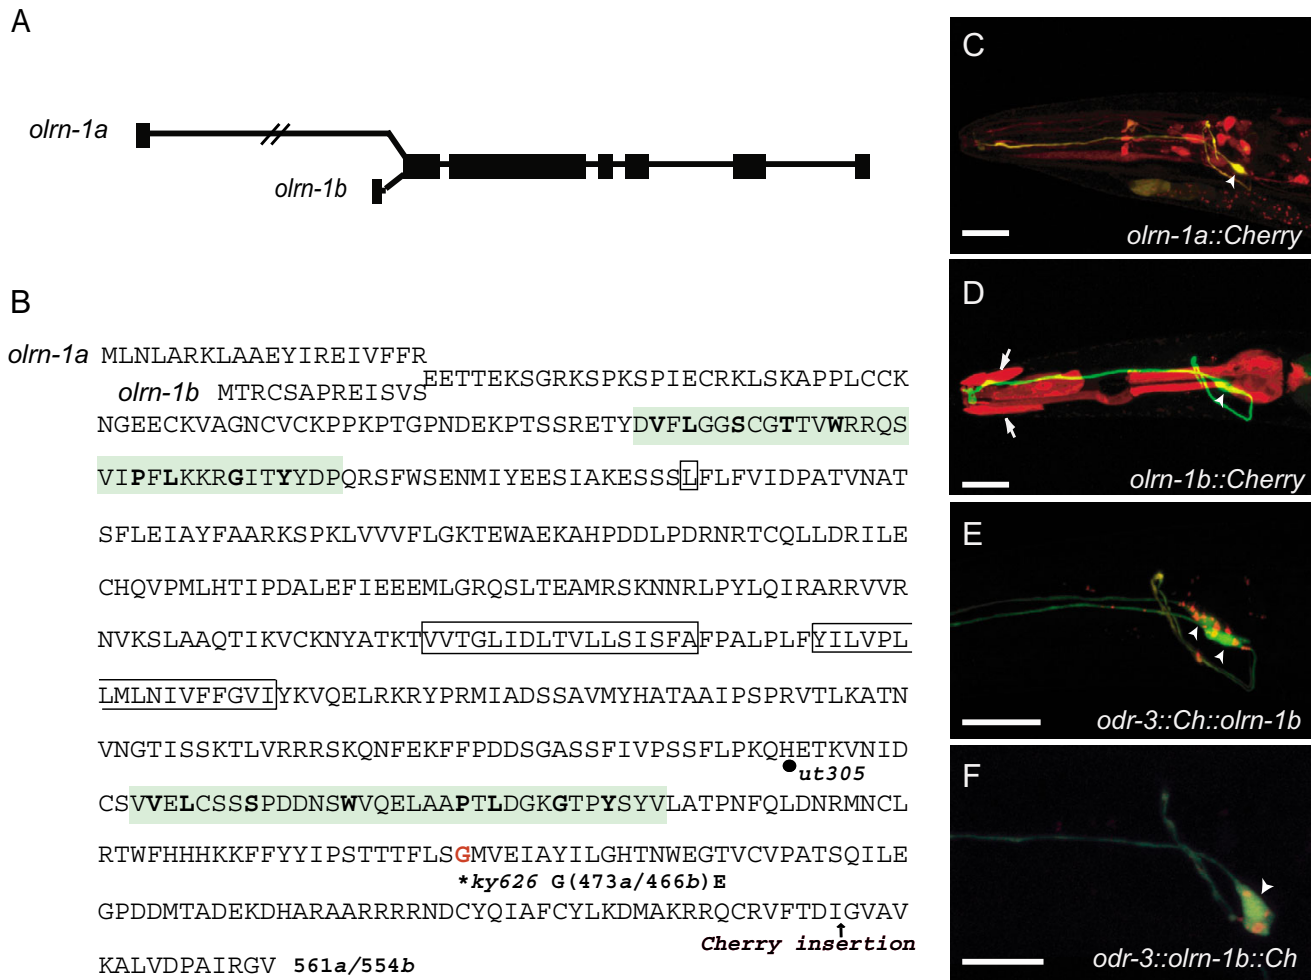 A
olrn-1a
olrn-1b
B
olrn-1a MLNLARKLAAEYIREIVFFR
EETTEKSGRKSPKSPIECRKLSKAPPLCCK
olrn-1b MTRCSAPREISVS
NGEECKVAGNCVCKPPKPTGPNDEKPTSSRETYDVFLGGSCGTTVWRRQS
VIPFLKKRGITYYDPQRSFWSENMIYEESIAKESSSLFLFVIDPATVNAT
SFLEIAYFAARKSPKLVVVFLGKTEWAEKAHPDDLPDRNRTCQLLDRILE
CHQVPMLHTIPDALEFIEEEMLGRQSLTEAMRSKNNRLPYLQIRARRVVR
NVKSLAAQTIKVCKNYATKTVVTGLIDLTVLLSISFAFPALPLFYILVPL
LMLNIVFFGVIYKVQELRKRYPRMIADSSAVMYHATAAIPSPRVTLKATN
VNGTISSKTLVRRRSKQNFEKFFPDDSGASSFIVPSSFLPKQHETKVNID
ut305
CSVVELCSSSPDDNSWVQELAAPTLDGKGTPYSYVLATPNFQLDNRMNCL
RTWFHHHKKFFYYIPSTTTFLSGMVEIAYILGHTNWEGTVCVPATSQILE
*ky626 G(473a/466b)E
GPDDMTADEKDHARAARRRRNDCYQIAFCYLKDMAKRRQCRVFTDIGVAV
Cherry insertion
KALVDPAIRGV 561a/554b
C
olrn-1a::Cherry
D
olrn-1b::Cherry
E
odr-3::Ch::olrn-1b
F
odr-3::olrn-1b::Ch